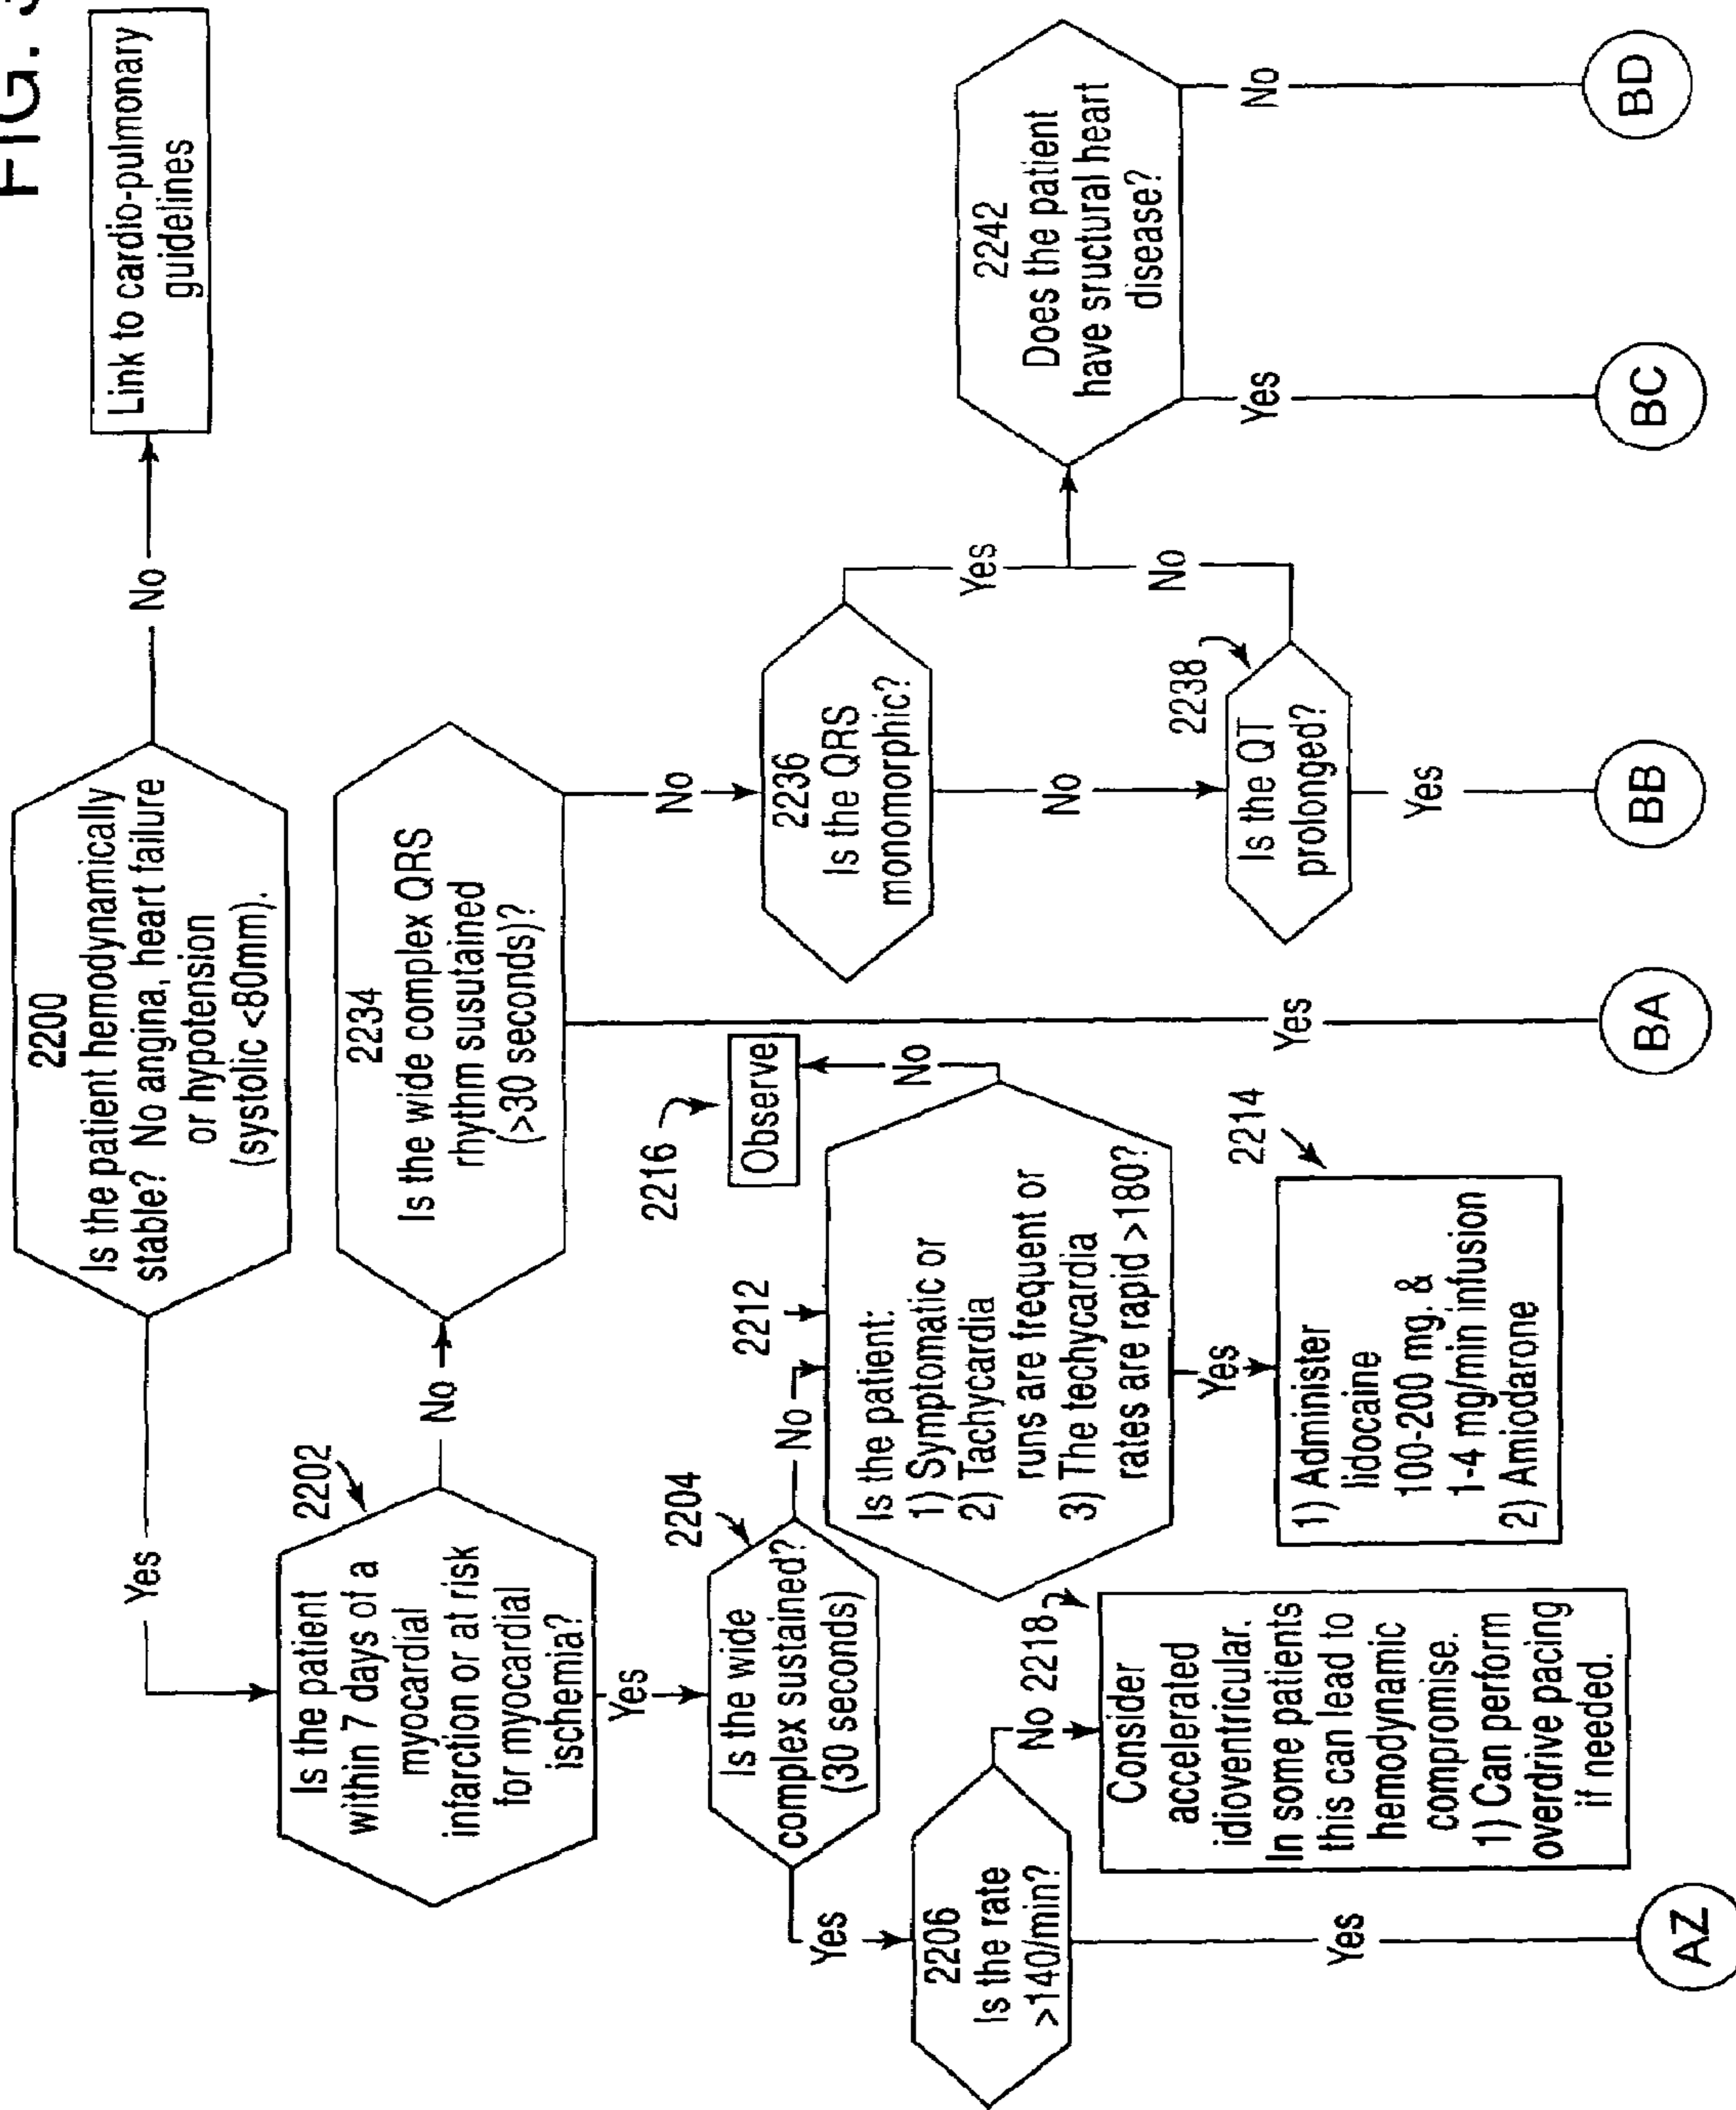 FIG.
2200
Is the patient hemodynamically
stable? No angina, heart failure
or hypotension
(systolic <80mm).
No
Link to cardio-pulmonary
guidelines
Yes
2202
Is the patient
within 7 days of a
myocardial
infarction or at risk
for myocardial
ischemia?
No
2234
Is the wide complex QRS
rhythm susutained
(>30 seconds)?
Yes
2204
Is the wide
complex sustained?
(30 seconds)
No
2212
2216
Observe
No
Is the patient:
1) Symptomatic or
2) Tachycardia
runs are frequent or
3) The techycardia
rates are rapid >180?
Yes
2214
1) Administer
lidocaine
100-200 mg. &
1-4 mg/min infusion
2) Amiodarone
Yes
2206
Is the rate
>140/min?
No
2218
Consider
accelerated
idioventricular.
In some patients
this can lead to
hemodynamic
compromise.
1) Can perform
overdrive pacing
if needed.
Yes
AZ
Yes
BA
No
2236
Is the QRS
monomorphic?
Yes
No
2238
Is the QT
prolonged?
No
Yes
BB
2242
Does the patient
have sructural heart
disease?
Yes
BC
No
BD